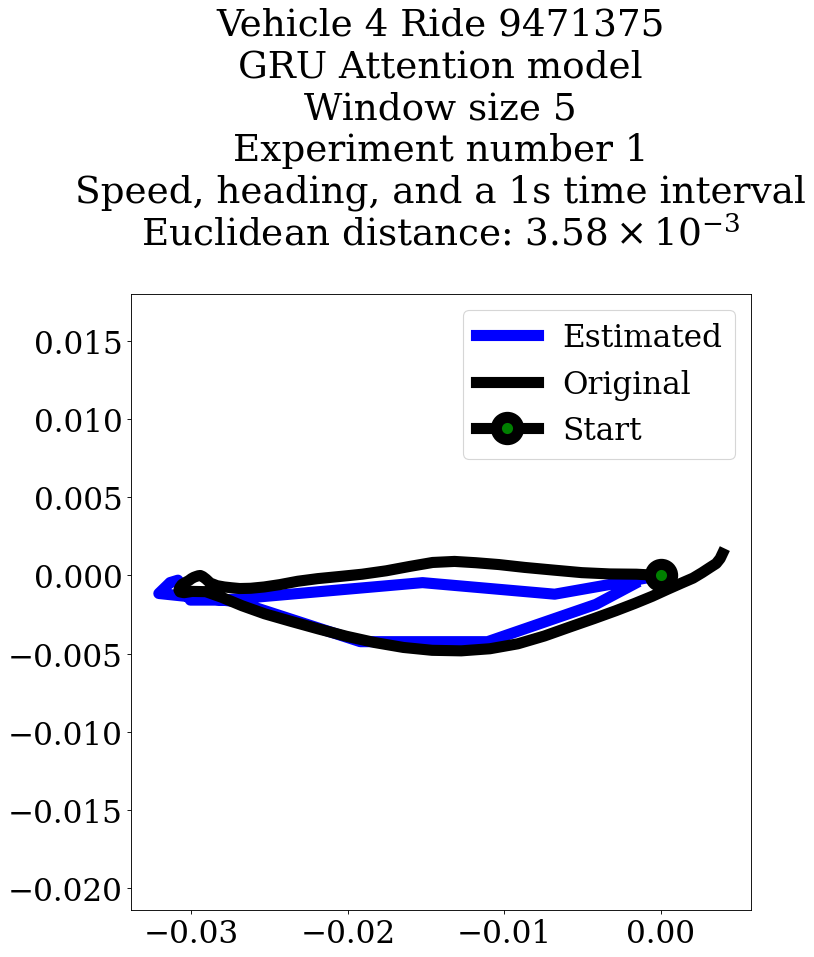 Vehicle 4 Ride 9471375
GRU Attention model
Window size 5
Experiment number 1
Speed, heading, and a 1s time interval
Euclidean distance: 3.58 × 10⁻³
Estimated
Original
Start
0.015
0.010
0.005
0.000
−0.005
−0.010
−0.015
−0.020
−0.03 −0.02 −0.01 0.00